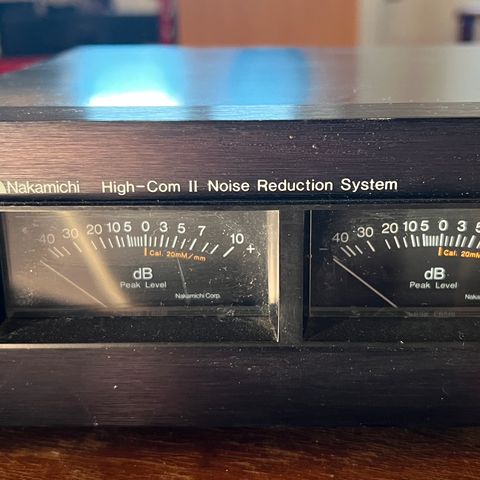 Nakamichi High-Com II Noise Reduction System
40 30 20 10 5 0 3 5 7 10 +
Cal. 20mM/mm
dB
Peak Level
Nakamichi Corp.
40 30 20 10 5 0 3
Cal. 20mM
dB
Peak Level